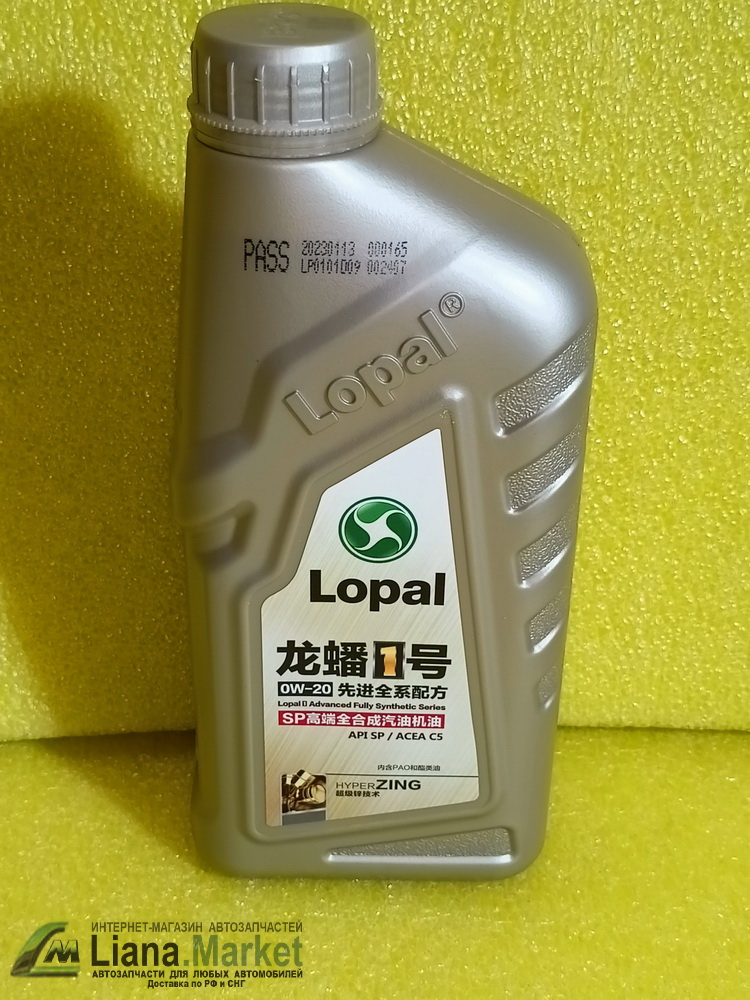 PASS 20230113 000165
LP0101D09 002407
Lopal®
Lopal
龙蟠1号
0W-20 先进全系配方
Lopal 1 Advanced Fully Synthetic Series
SP高端全合成汽油机油
API SP / ACEA C5
内含PAO和酯类油
HYPERZING
超级锌技术
ИНТЕРНЕТ-МАГАЗИН АВТОЗАПЧАСТЕЙ
Liana.Market
АВТОЗАПЧАСТИ ДЛЯ ЛЮБЫХ АВТОМОБИЛЕЙ
Доставка по РФ и СНГ